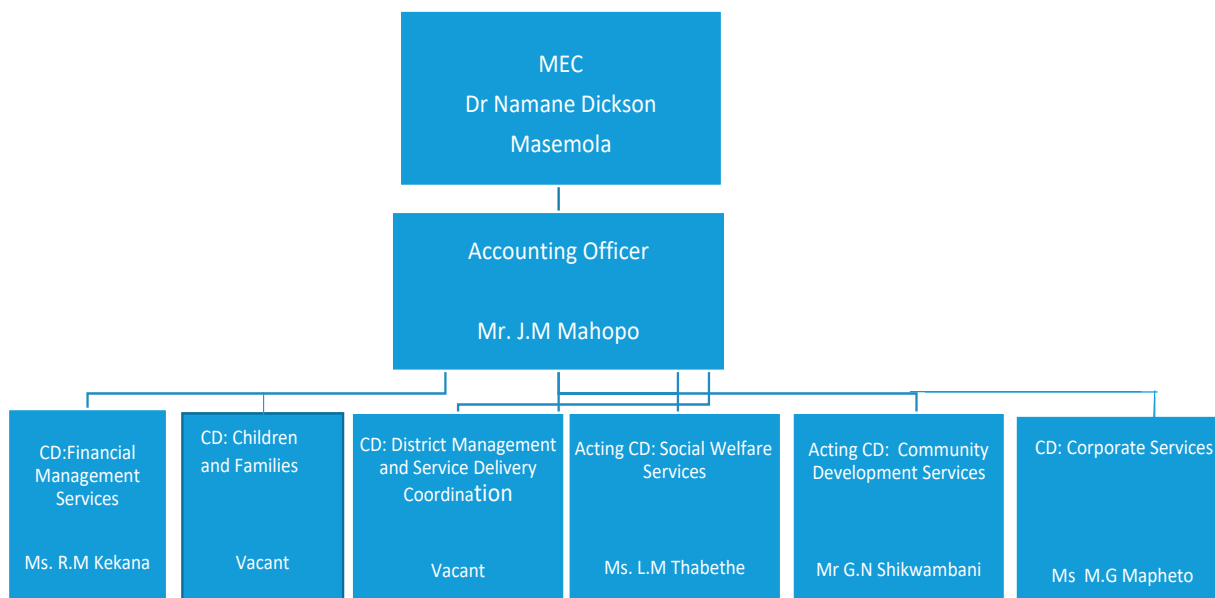 MEC
Dr Namane Dickson
Masemola
Accounting Officer
Mr. J.M Mahopo
CD:Financial
Management
Services
Ms. R.M Kekana
CD: Children
and Families
Vacant
CD: District Management
and Service Delivery
Coordination
Vacant
Acting CD: Social Welfare
Services
Ms. L.M Thabethe
Acting CD: Community
Development Services
Mr G.N Shikwambani
CD: Corporate Services
Ms M.G Mapheto